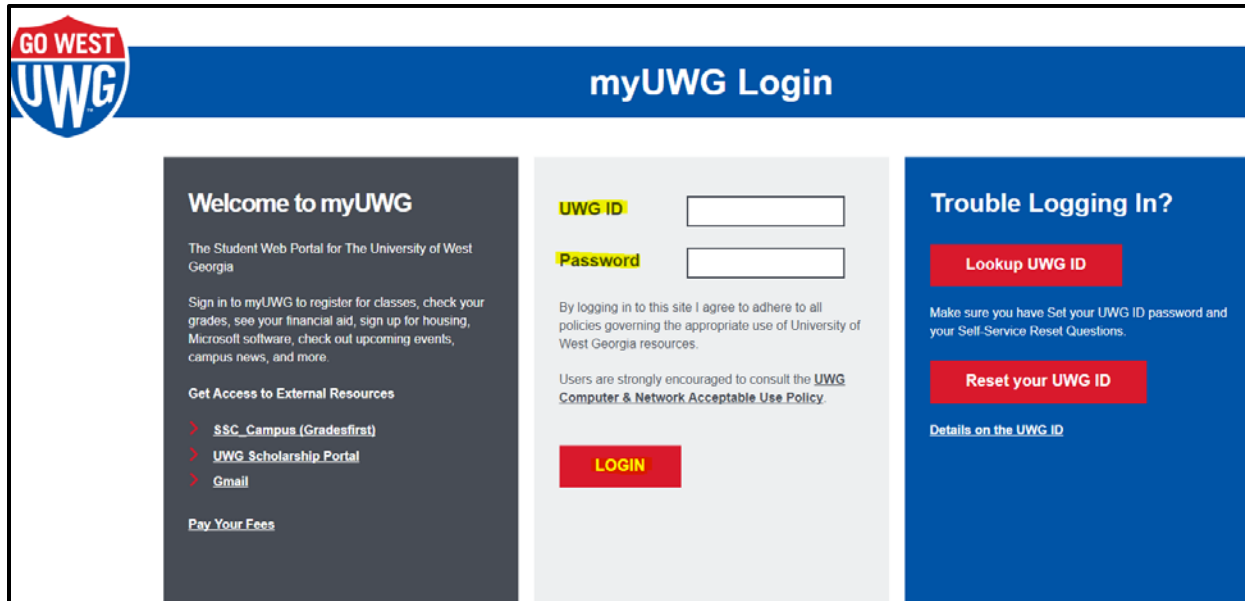 GO WEST
UWG
myUWG Login
Welcome to myUWG
The Student Web Portal for The University of West
Georgia
Sign in to myUWG to register for classes, check your
grades, see your financial aid, sign up for housing,
Microsoft software, check out upcoming events,
campus news, and more.
Get Access to External Resources
SSC_Campus (Gradesfirst)
UWG Scholarship Portal
Gmail
Pay Your Fees
UWG ID
Password
By logging in to this site I agree to adhere to all
policies governing the appropriate use of University of
West Georgia resources.
Users are strongly encouraged to consult the UWG
Computer & Network Acceptable Use Policy.
LOGIN
Trouble Logging In?
Lookup UWG ID
Make sure you have Set your UWG ID password and
your Self-Service Reset Questions.
Reset your UWG ID
Details on the UWG ID